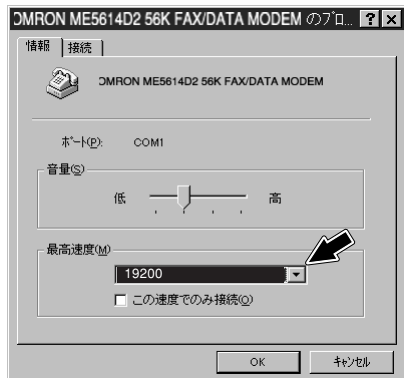 OMRON ME5614D2 56K FAX/DATA MODEM のプロ... ? ×
情報 接続
OMRON ME5614D2 56K FAX/DATA MODEM
ポート(P): COM1
音量(S)
低 高
最高速度(M)
19200
この速度でのみ接続(O)
OK キャンセル